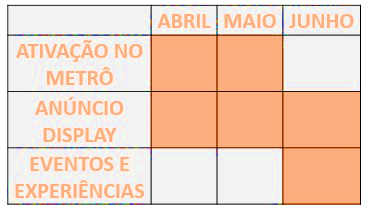 ABRIL MAIO JUNHO
ATIVAÇÃO NO
METRÔ
ANÚNCIO
DISPLAY
EVENTOS E
EXPERIÊNCIAS